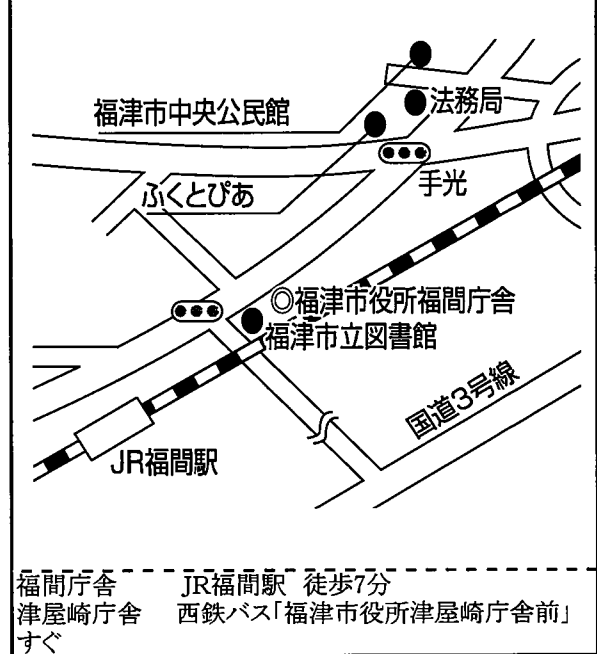 福津市中央公民館
法務局
ふくとぴあ
手光
◎福津市役所福間庁舎
福津市立図書館
国道3号線
JR福間駅
福間庁舎 JR福間駅 徒歩7分
津屋崎庁舎 西鉄バス「福津市役所津屋崎庁舎前」
すぐ